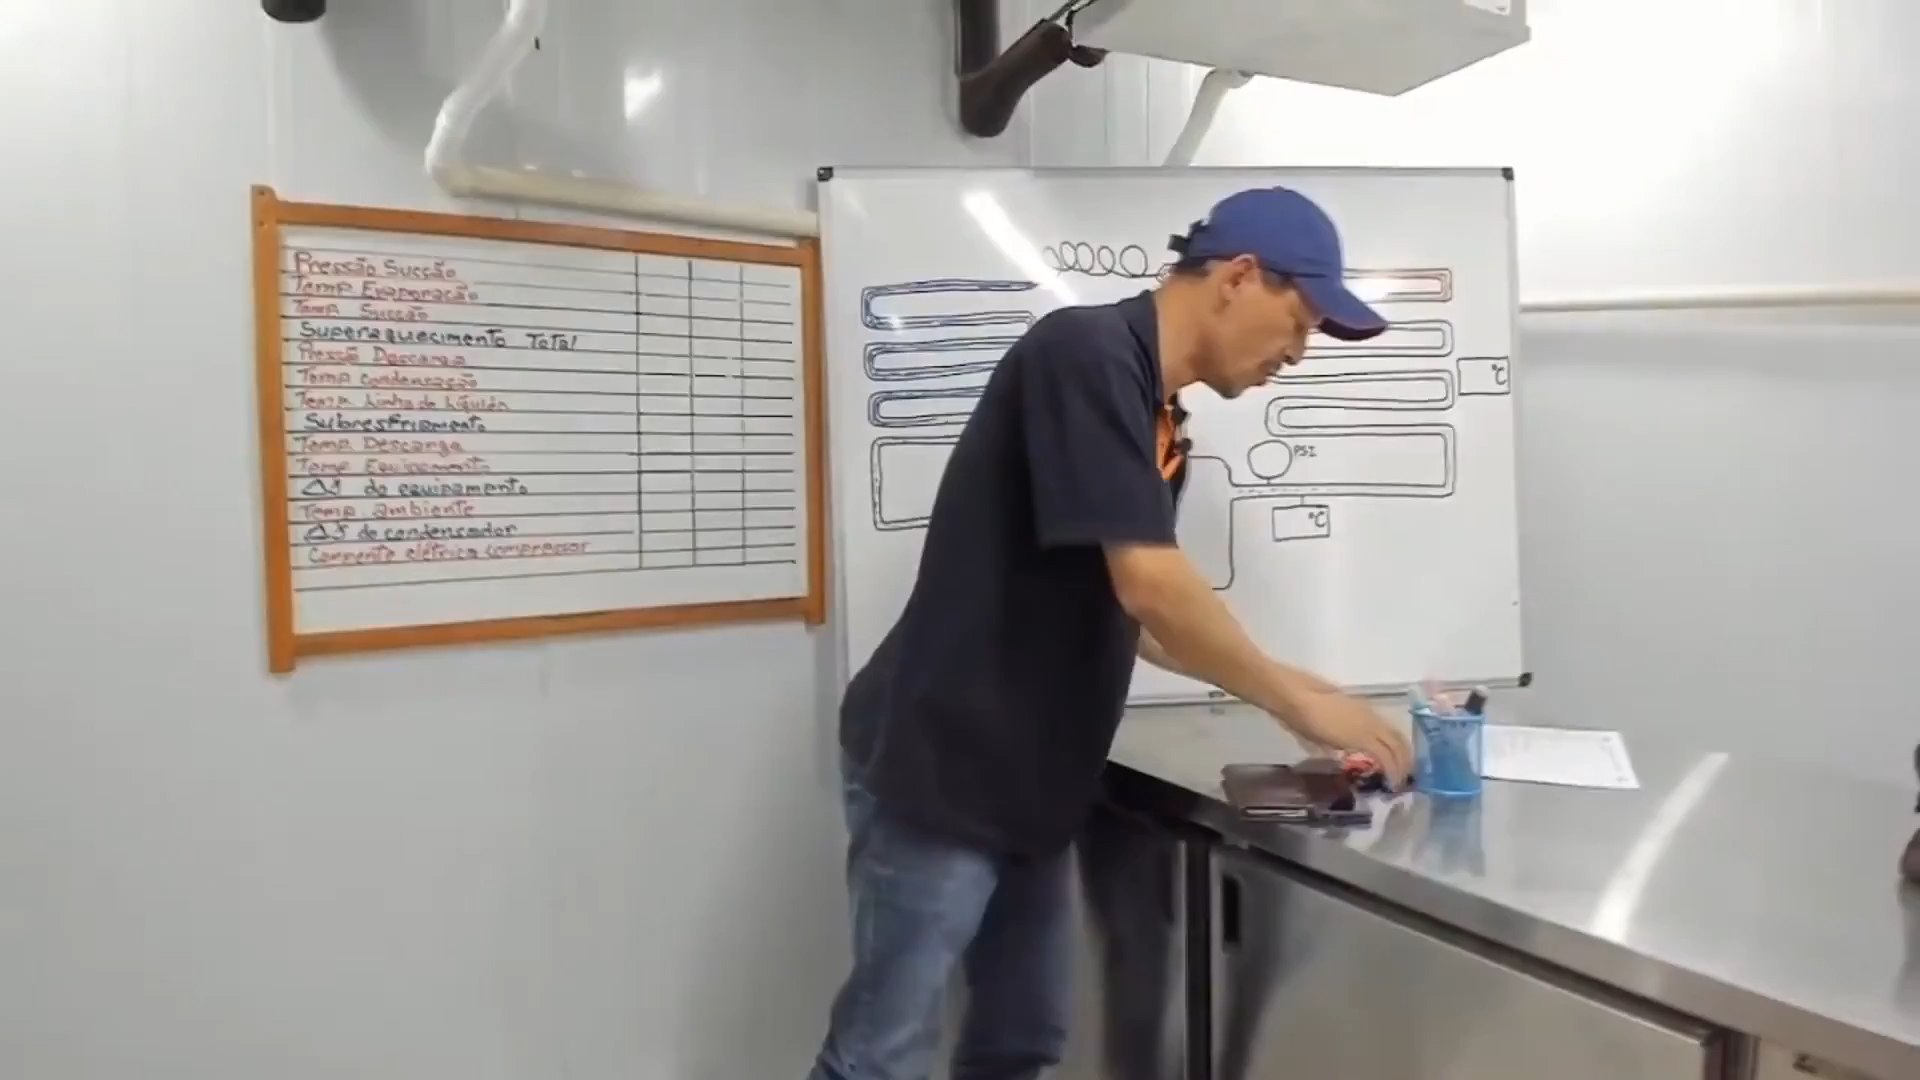 Pressão Sucção
Temp. Evaporação
Temp. Sucção
Superaquecimento Total
Pressão Descarga
Temp. Condensação
Temp. Linha de Líquido
Subresfriamento
Temp. Descarga
Temp. Equipamento
ΔT do equipamento
Temp. ambiente
ΔT do condensador
Corrente elétrica compressor
°C
PSI
°C